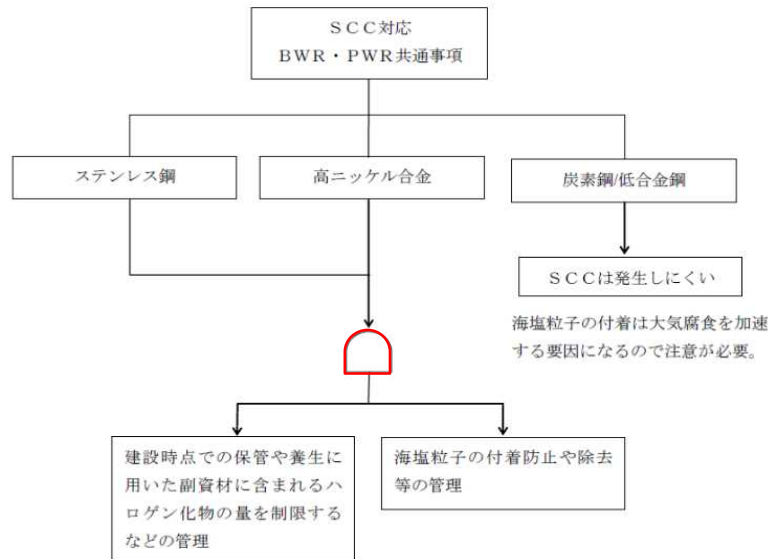 ＳＣＣ対応
ＢＷＲ・ＰＷＲ共通事項
ステンレス鋼
高ニッケル合金
炭素鋼/低合金鋼
ＳＣＣは発生しにくい
海塩粒子の付着は大気腐食を加速
する要因になるので注意が必要。
建設時点での保管や養生に
用いた副資材に含まれるハ
ロゲン化物の量を制限する
などの管理
海塩粒子の付着防止や除去
等の管理